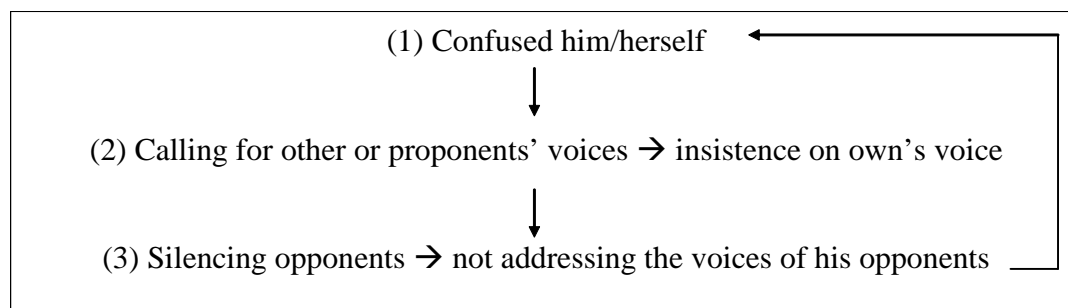 (1) Confused him/herself
(2) Calling for other or proponents’ voices → insistence on own’s voice
(3) Silencing opponents → not addressing the voices of his opponents